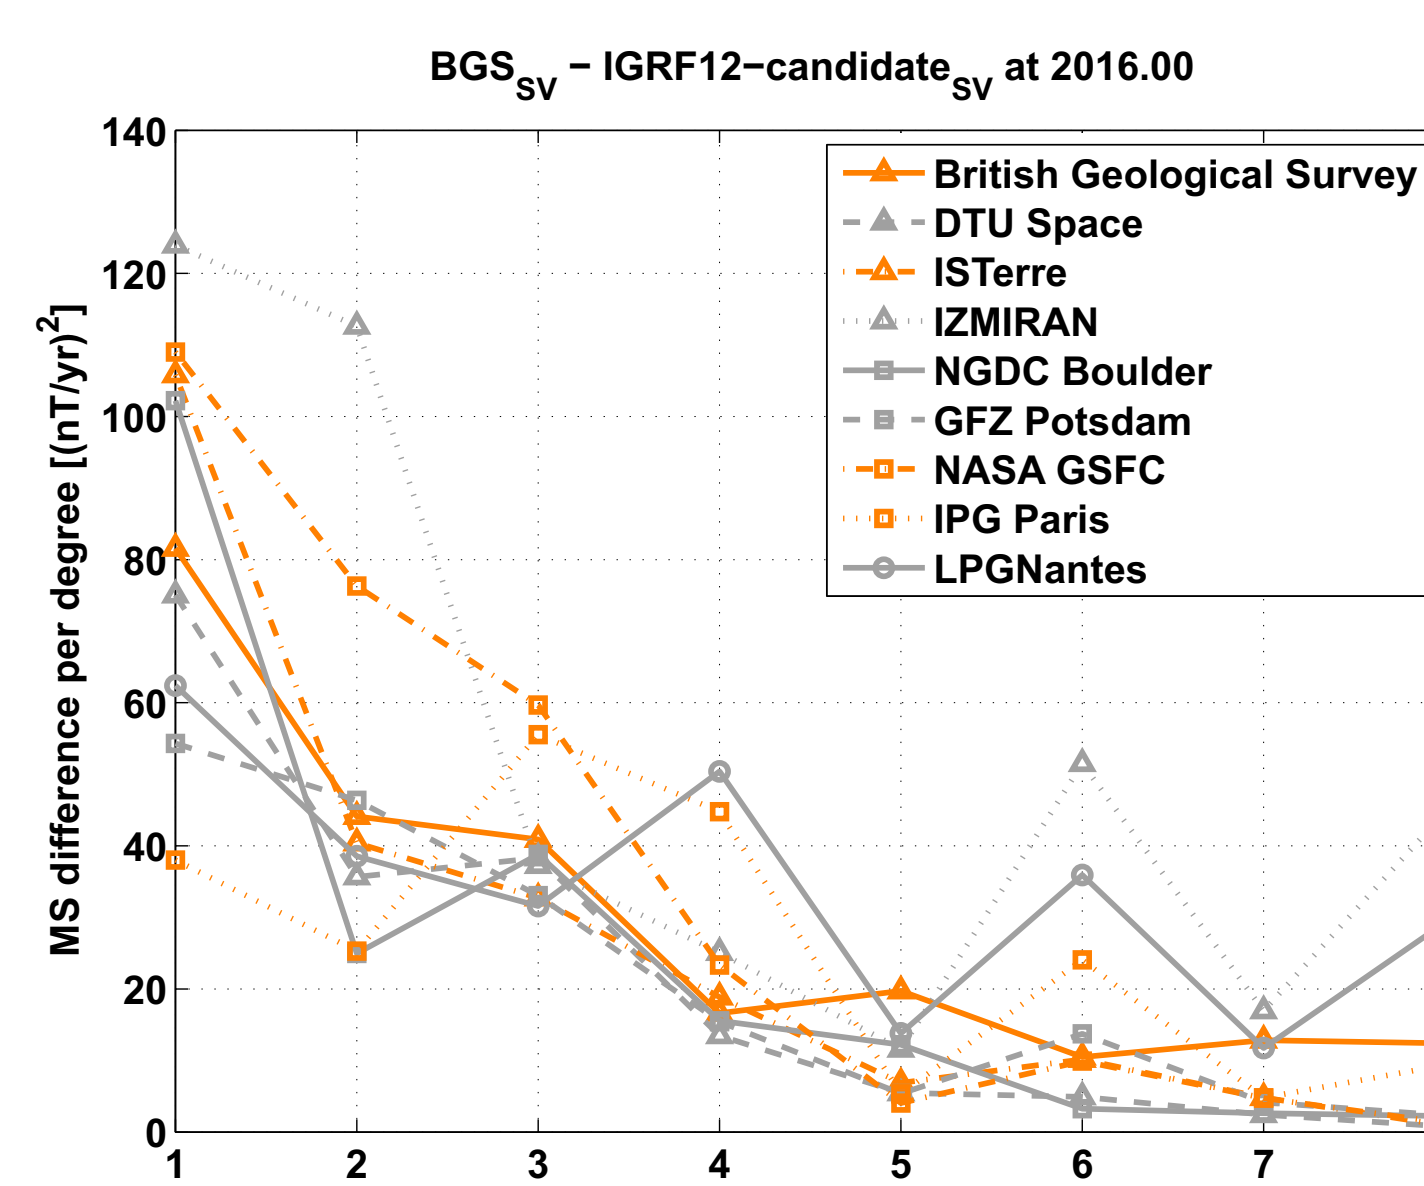 BGS_SV − IGRF12−candidate_SV at 2016.00
MS difference per degree [(nT/yr)²]
140
120
100
80
60
40
20
0
British Geological Survey
DTU Space
ISTerre
IZMIRAN
NGDC Boulder
GFZ Potsdam
NASA GSFC
IPG Paris
LPGNantes
1 2 3 4 5 6 7